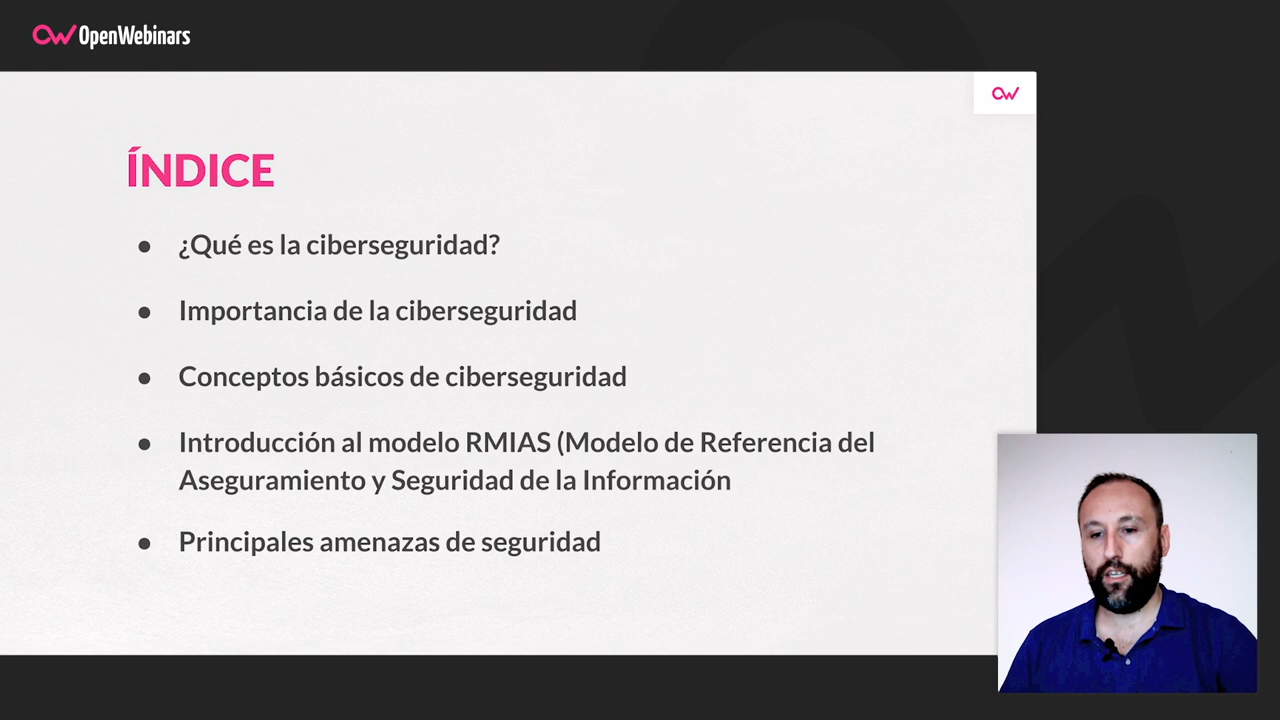 OpenWebinars
ÍNDICE
● ¿Qué es la ciberseguridad?
● Importancia de la ciberseguridad
● Conceptos básicos de ciberseguridad
● Introducción al modelo RMIAS (Modelo de Referencia del
Aseguramiento y Seguridad de la Información
● Principales amenazas de seguridad